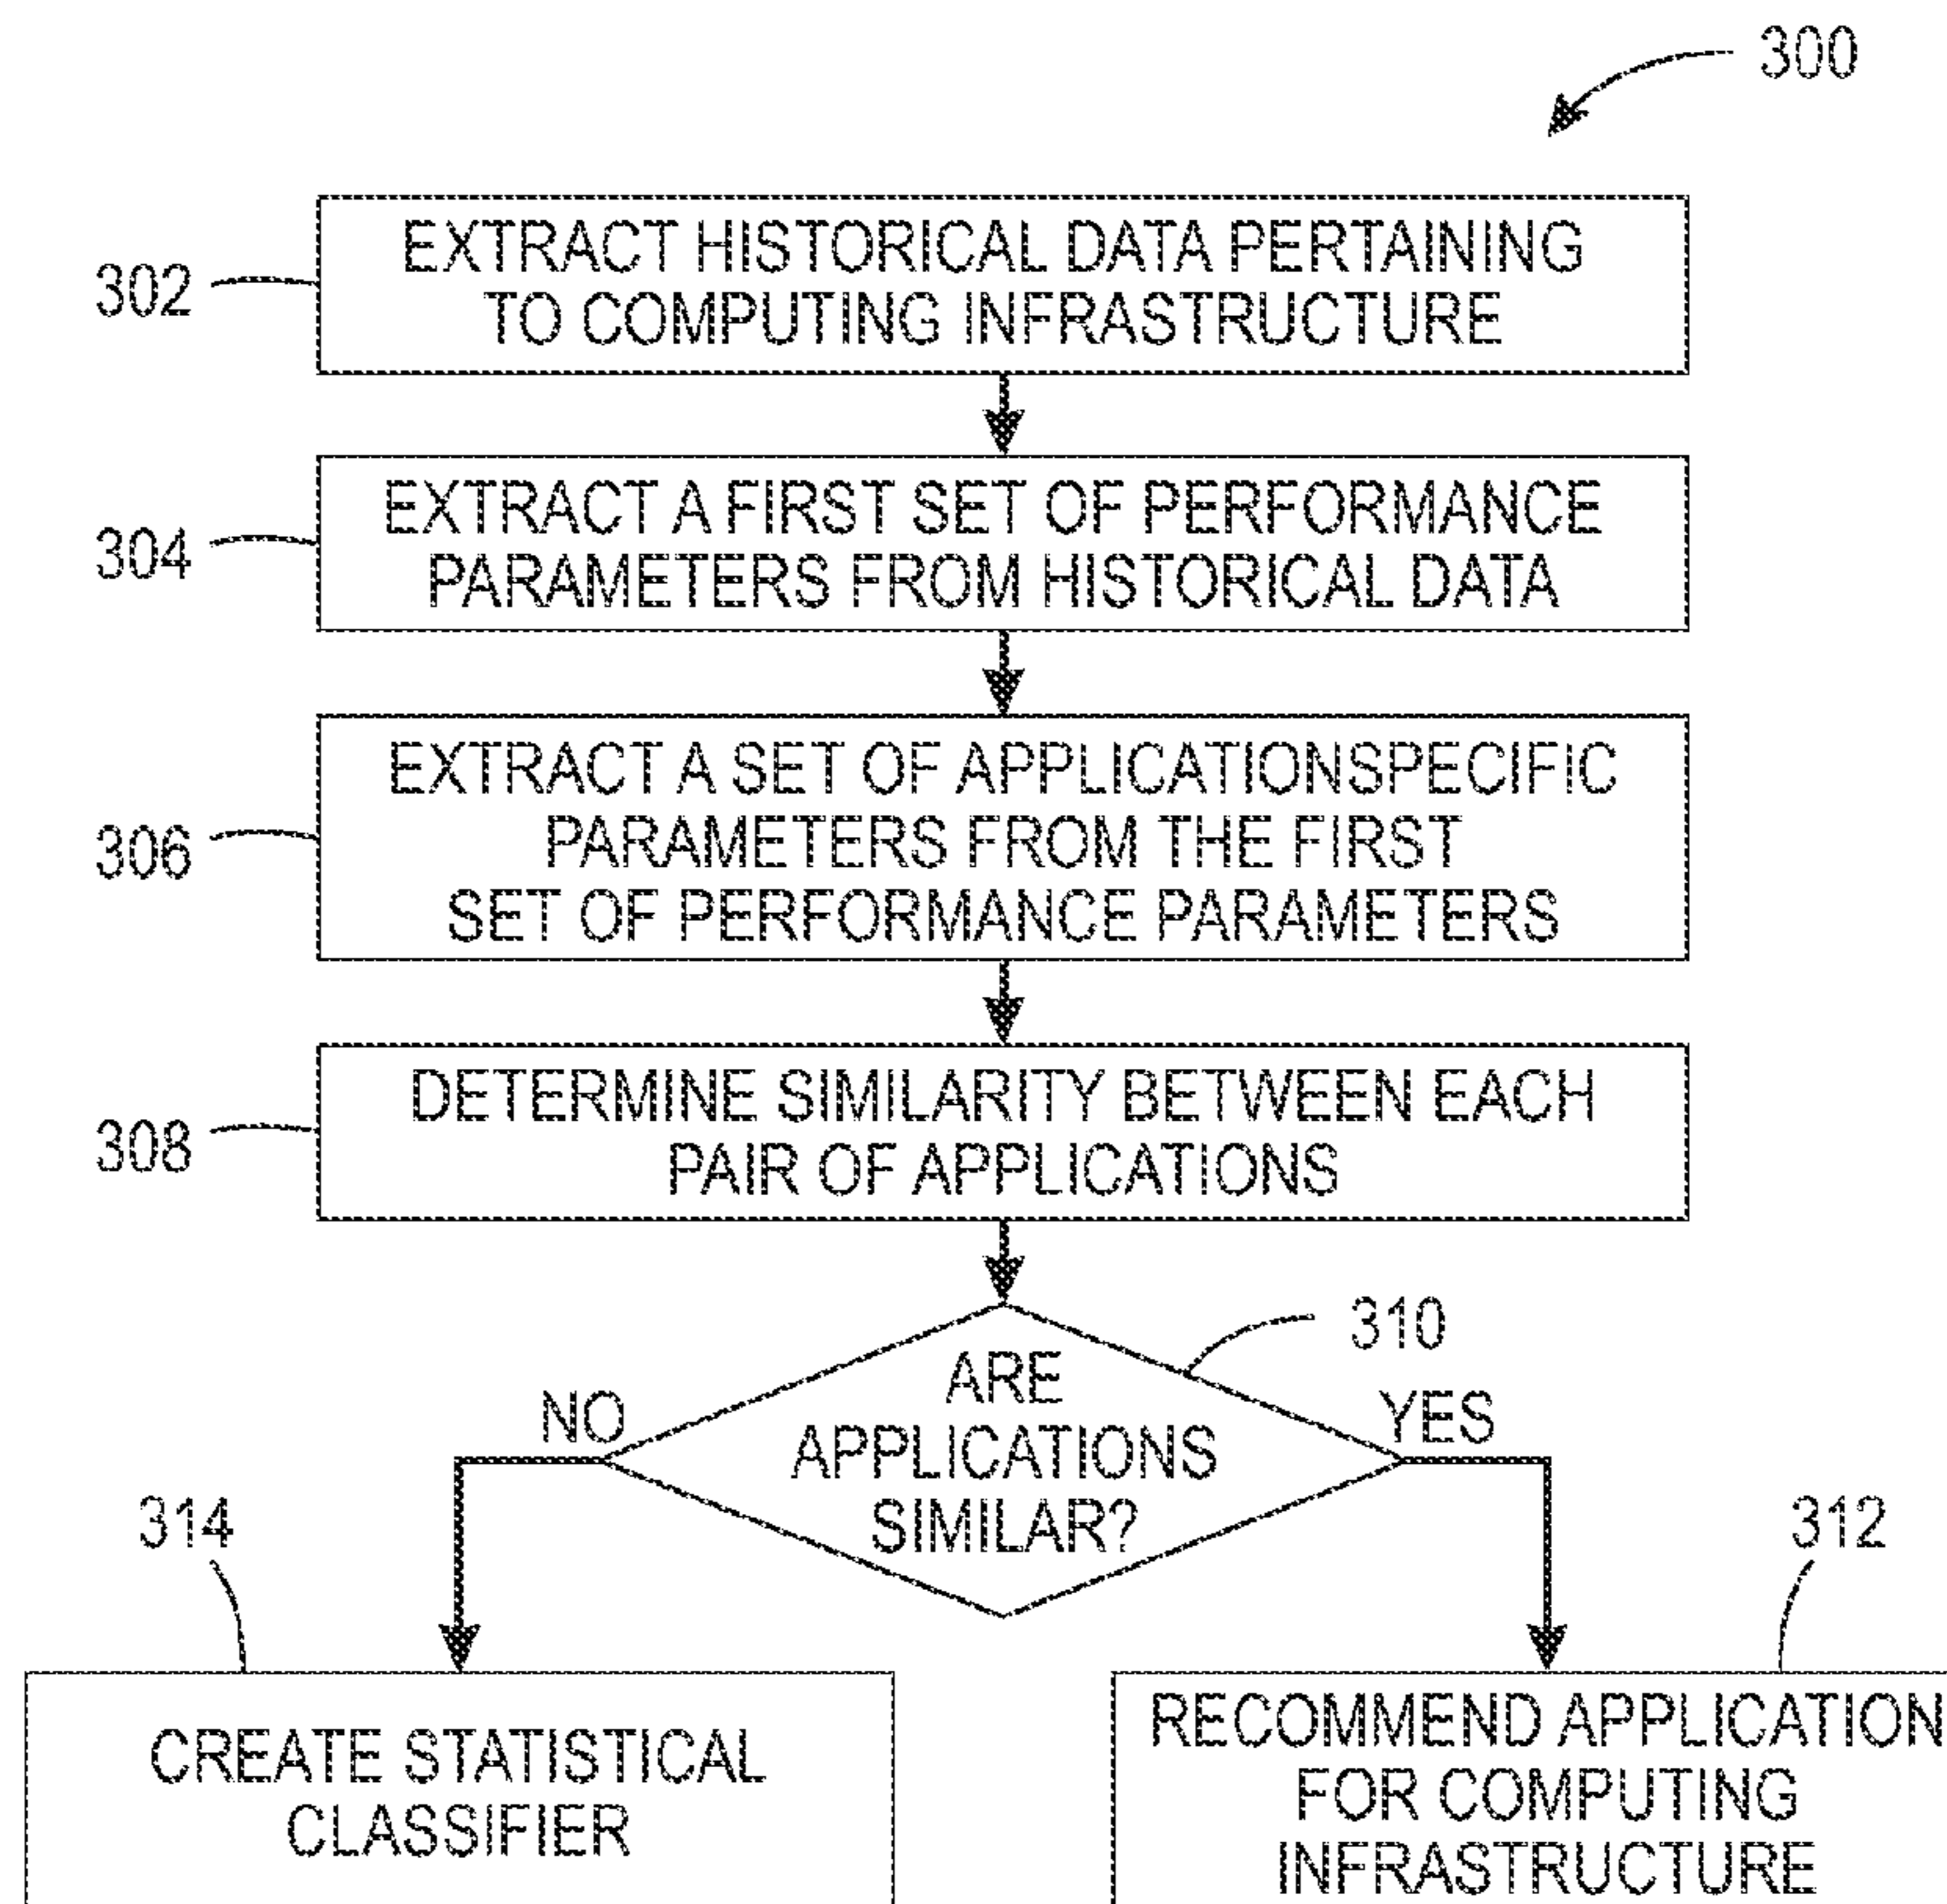 300
302
EXTRACT HISTORICAL DATA PERTAINING
TO COMPUTING INFRASTRUCTURE
304
EXTRACT A FIRST SET OF PERFORMANCE
PARAMETERS FROM HISTORICAL DATA
306
EXTRACT A SET OF APPLICATIONSPECIFIC
PARAMETERS FROM THE FIRST
SET OF PERFORMANCE PARAMETERS
308
DETERMINE SIMILARITY BETWEEN EACH
PAIR OF APPLICATIONS
310
ARE
APPLICATIONS
SIMILAR?
NO
YES
314
CREATE STATISTICAL
CLASSIFIER
312
RECOMMEND APPLICATION
FOR COMPUTING
INFRASTRUCTURE